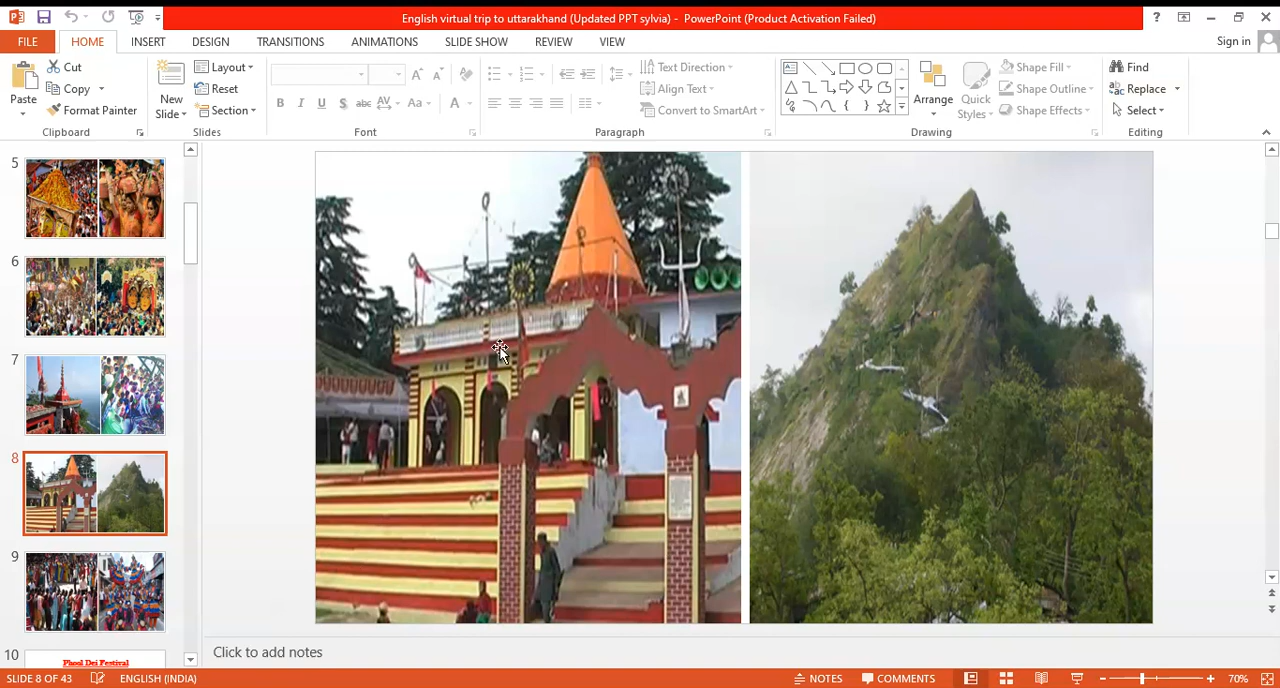 English virtual trip to uttarakhand (Updated PPT sylvia) - PowerPoint (Product Activation Failed)
FILE HOME INSERT DESIGN TRANSITIONS ANIMATIONS SLIDE SHOW REVIEW VIEW Sign in
Paste
Cut
Copy
Format Painter
Clipboard
New Slide
Layout
Reset
Section
Slides
Font
Text Direction
Align Text
Convert to SmartArt
Paragraph
Arrange
Quick Styles
Shape Fill
Shape Outline
Shape Effects
Drawing
Find
Replace
Select
Editing
5
6
7
8
9
10
Phool Dei Festival
Click to add notes
SLIDE 8 OF 43 ENGLISH (INDIA) NOTES COMMENTS 70%